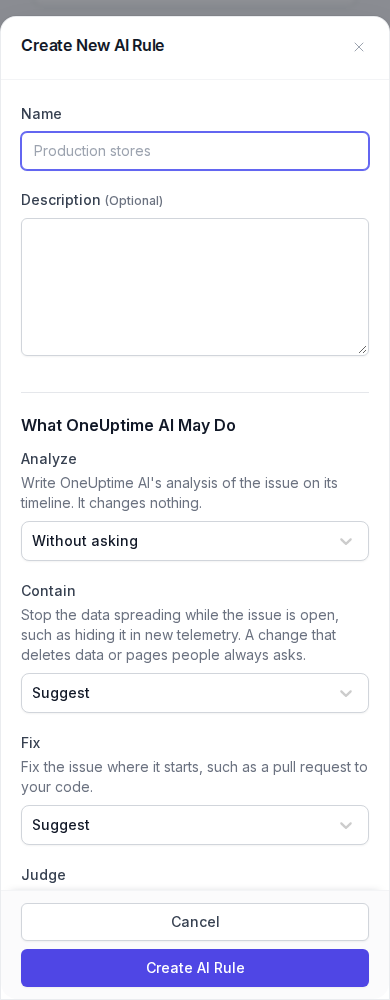 Create New AI Rule
Name
Production stores
Description (Optional)
What OneUptime AI May Do
Analyze
Write OneUptime AI's analysis of the issue on its
timeline. It changes nothing.
Without asking
Contain
Stop the data spreading while the issue is open,
such as hiding it in new telemetry. A change that
deletes data or pages people always asks.
Suggest
Fix
Fix the issue where it starts, such as a pull request to
your code.
Suggest
Judge
Cancel
Create AI Rule